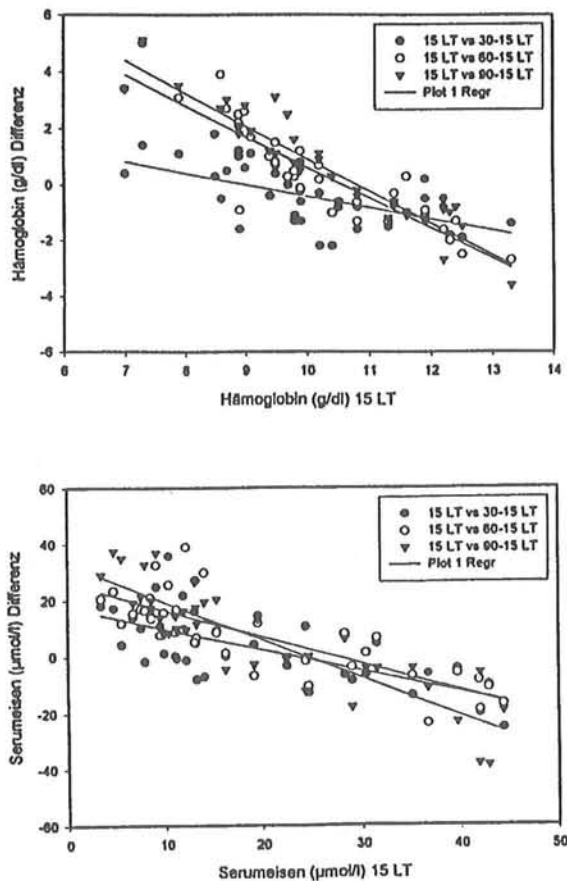 6
4
2
0
-2
-4
-6
Hämoglobin (g/dl) Differenz
15 LT vs 30-15 LT
15 LT vs 60-15 LT
15 LT vs 90-15 LT
Plot 1 Regr
6 7 8 9 10 11 12 13 14
Hämoglobin (g/dl) 15 LT
60
40
20
0
-20
-40
-60
Serumeisen (µmol/l) Differenz
15 LT vs 30-15 LT
15 LT vs 60-15 LT
15 LT vs 90-15 LT
Plot 1 Regr
0 10 20 30 40 50
Serumeisen (µmol/l) 15 LT